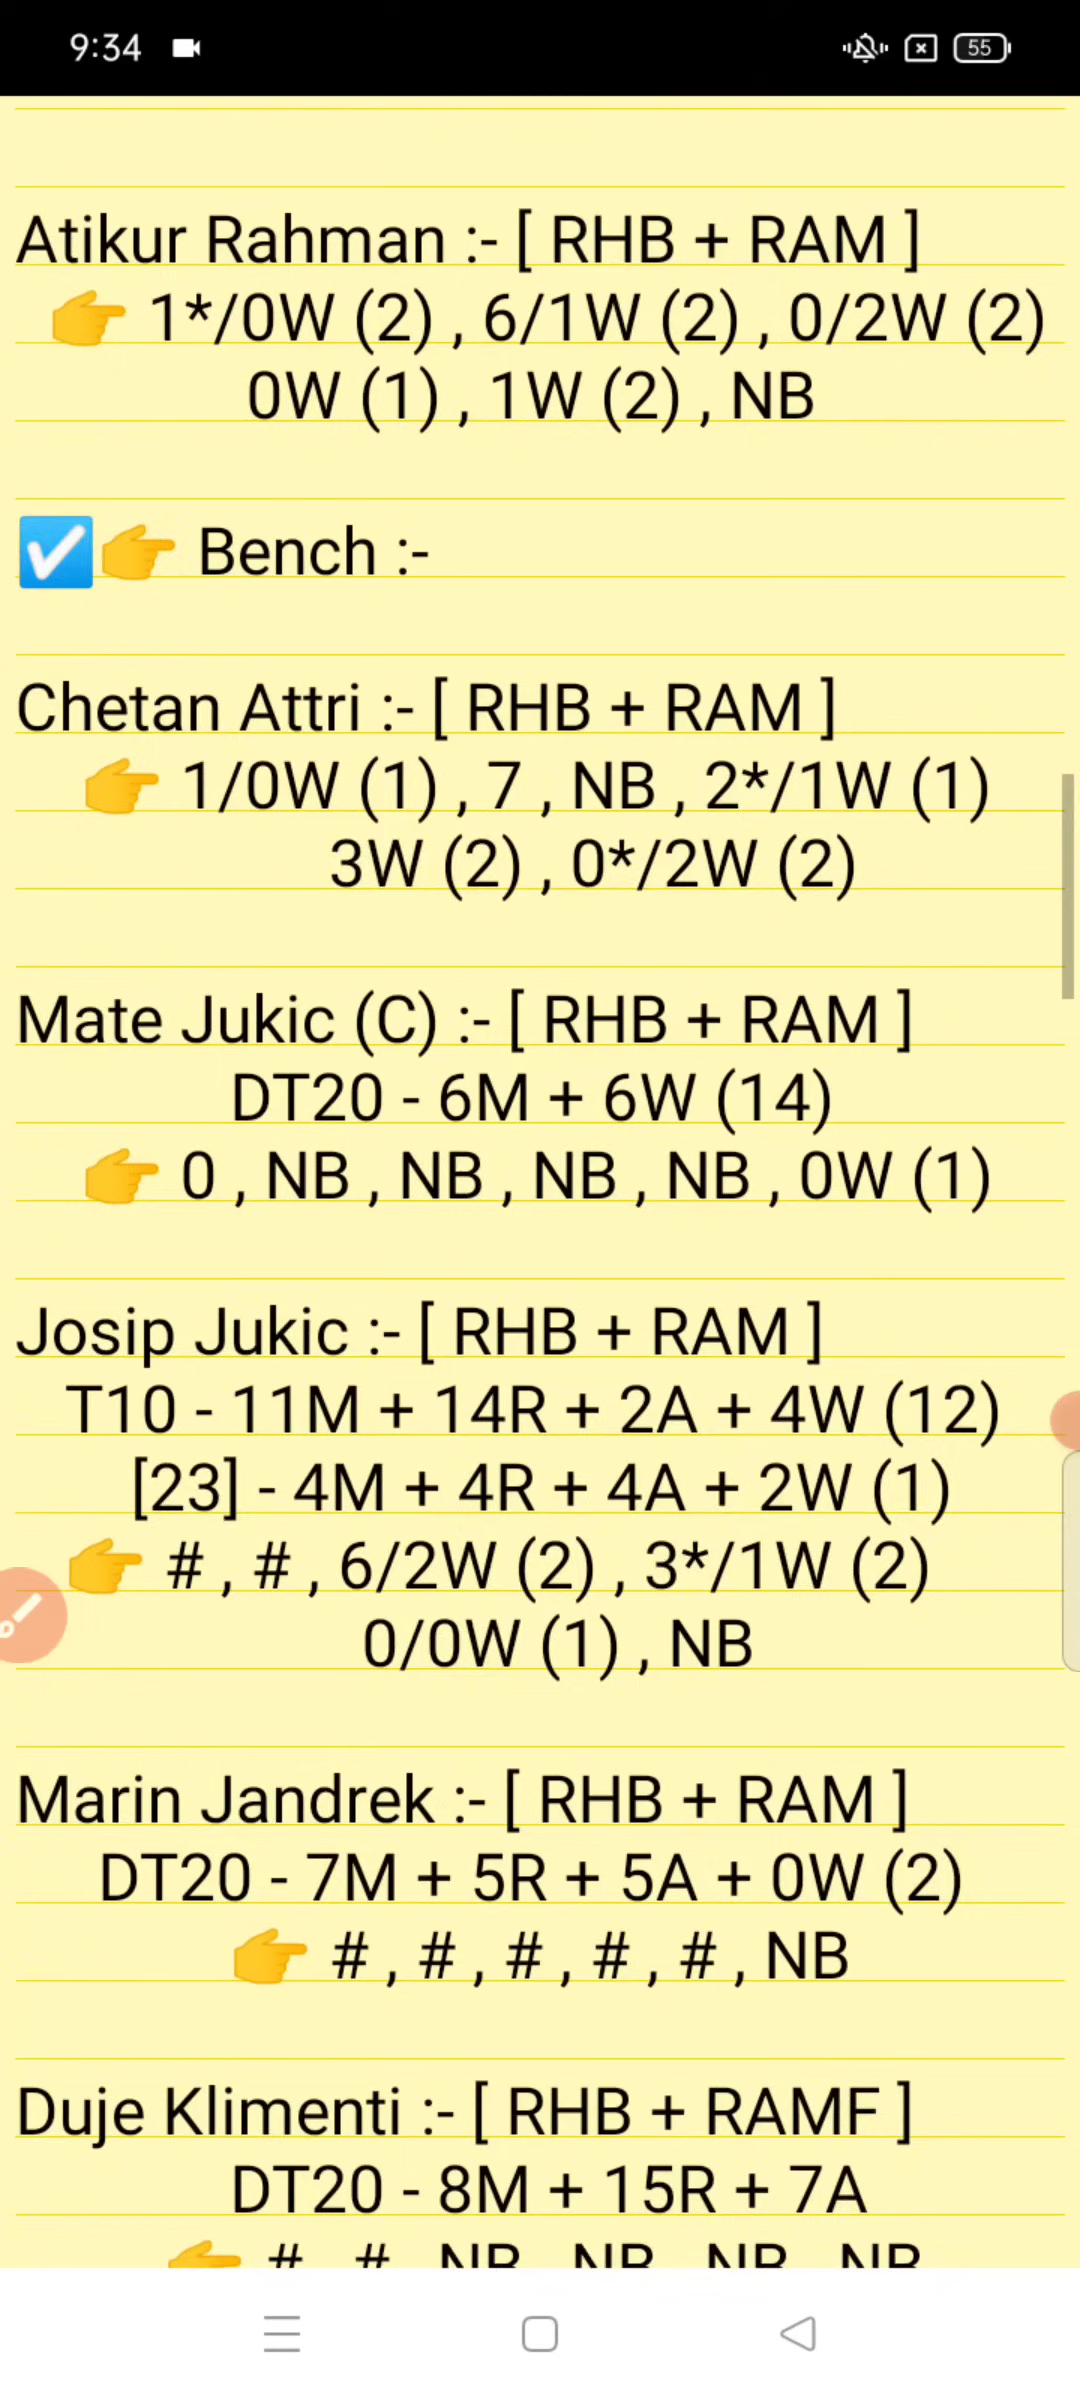 9:34
55
Atikur Rahman :- [ RHB + RAM ]
👉 1*/0W (2) , 6/1W (2) , 0/2W (2)
0W (1) , 1W (2) , NB
☑️👉 Bench :-
Chetan Attri :- [ RHB + RAM ]
👉 1/0W (1) , 7 , NB , 2*/1W (1)
3W (2) , 0*/2W (2)
Mate Jukic (C) :- [ RHB + RAM ]
DT20 - 6M + 6W (14)
👉 0 , NB , NB , NB , NB , 0W (1)
Josip Jukic :- [ RHB + RAM ]
T10 - 11M + 14R + 2A + 4W (12)
[23] - 4M + 4R + 4A + 2W (1)
👉 # , # , 6/2W (2) , 3*/1W (2)
0/0W (1) , NB
Marin Jandrek :- [ RHB + RAM ]
DT20 - 7M + 5R + 5A + 0W (2)
👉 # , # , # , # , # , NB
Duje Klimenti :- [ RHB + RAMF ]
DT20 - 8M + 15R + 7A
👉 # # NB NB NB NB